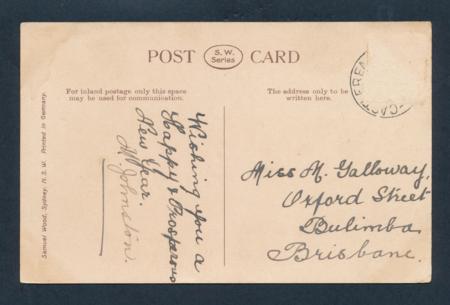 POST CARD
S. W.
Series
For inland postage only this space
may be used for communication.
The address only to be
written here.
Samuel Wood, Sydney, N. S. W. Printed in Germany.
Wishing you a
Happy & Prosperous
New Year.
Johnston
Miss M. Galloway,
Oxford Street
Bulimba
Brisbane.